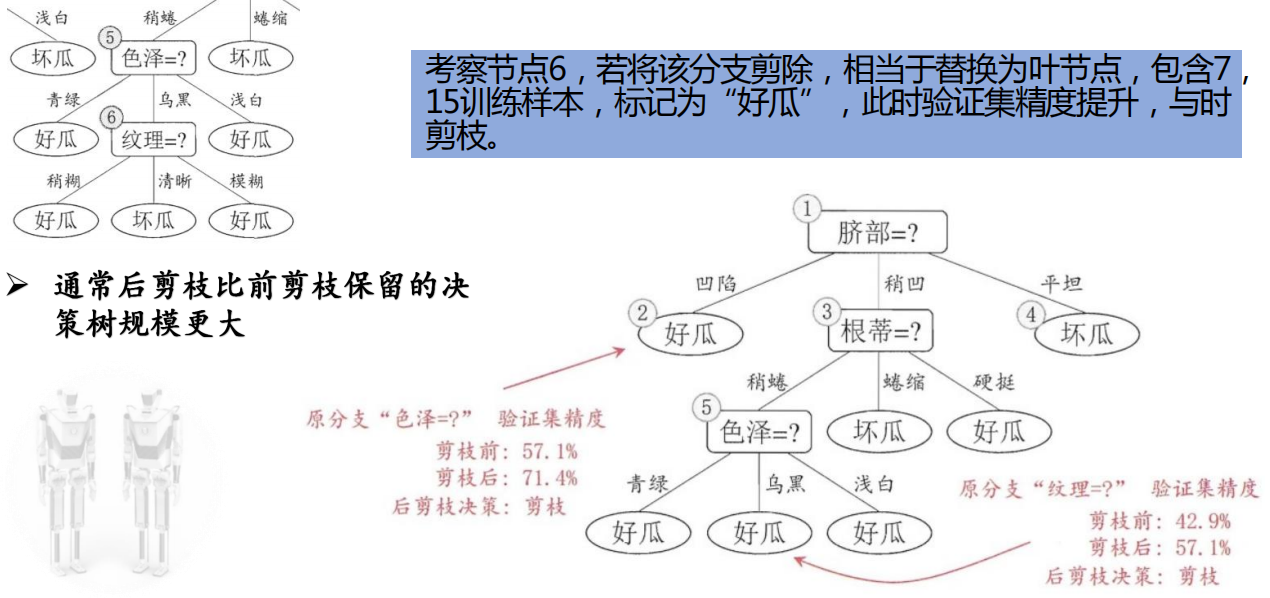 浅白 稍蜷 蜷缩
坏瓜 ⑤ 色泽=? 坏瓜
青绿 乌黑 浅白
好瓜 ⑥ 纹理=? 好瓜
稍糊 清晰 模糊
好瓜 坏瓜 好瓜
考察节点6，若将该分支剪除，相当于替换为叶节点，包含7，
15训练样本，标记为“好瓜”，此时验证集精度提升，与时
剪枝。
➢ 通常后剪枝比前剪枝保留的决
策树规模更大
① 脐部=?
凹陷 稍凹 平坦
② 好瓜 ③ 根蒂=? ④ 坏瓜
稍蜷 蜷缩 硬挺
⑤ 色泽=? 坏瓜 好瓜
青绿 乌黑 浅白
好瓜 好瓜 好瓜
原分支“色泽=?” 验证集精度
剪枝前: 57.1%
剪枝后: 71.4%
后剪枝决策: 剪枝
原分支“纹理=?” 验证集精度
剪枝前: 42.9%
剪枝后: 57.1%
后剪枝决策: 剪枝